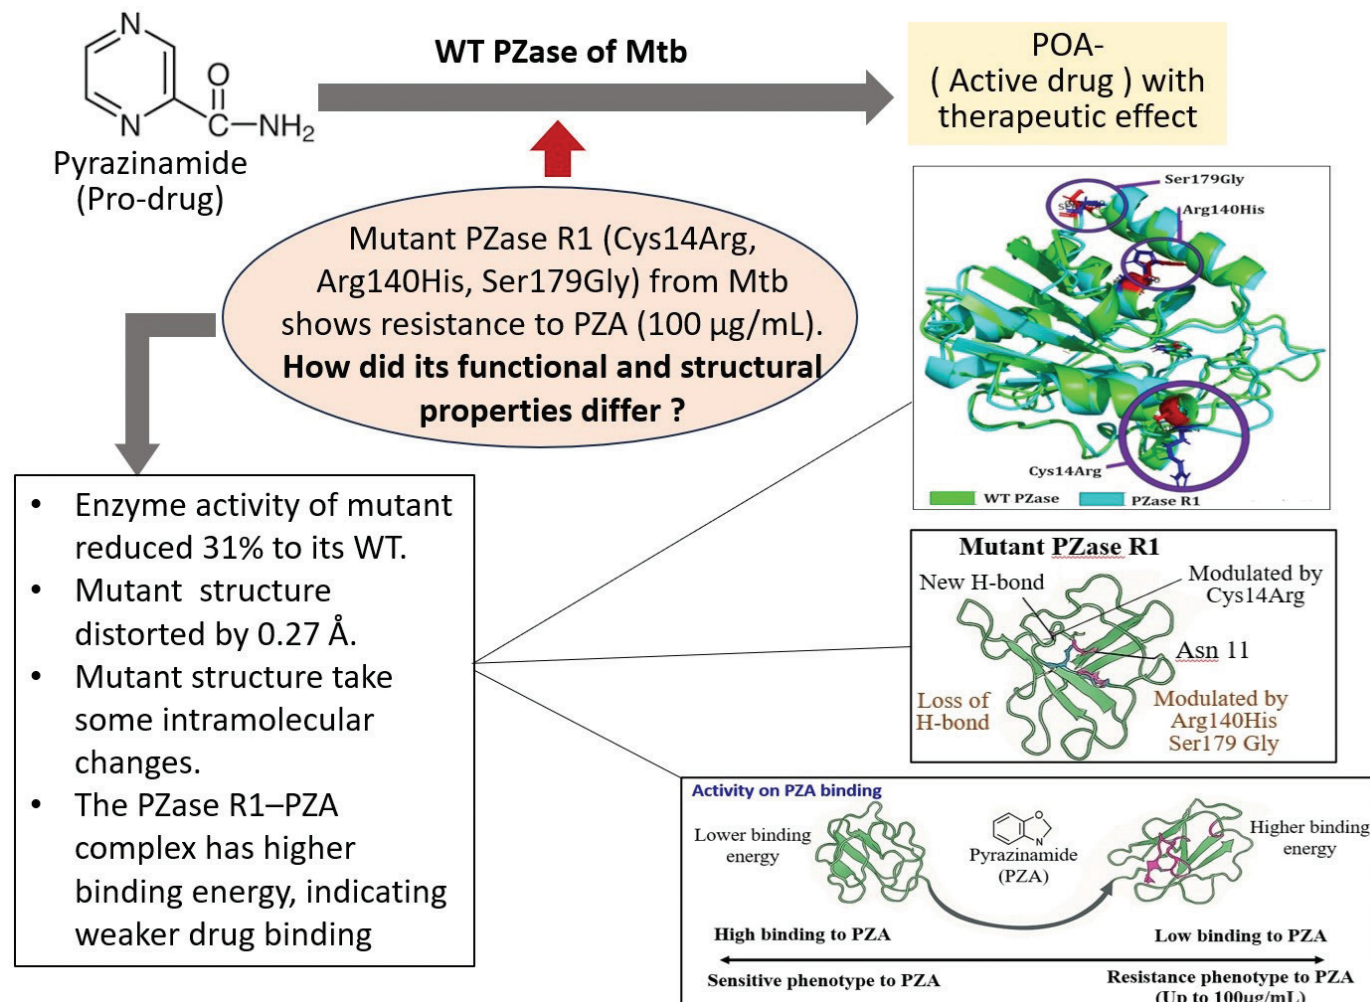 N
N
O
C
NH₂
Pyrazinamide
(Pro-drug)
WT PZase of Mtb
POA-
( Active drug ) with
therapeutic effect
Mutant PZase R1 (Cys14Arg,
Arg140His, Ser179Gly) from Mtb
shows resistance to PZA (100 µg/mL).
How did its functional and structural
properties differ ?
Ser179Gly
Arg140His
Cys14Arg
WT PZase
PZase R1
• Enzyme activity of mutant
reduced 31% to its WT.
• Mutant structure
distorted by 0.27 Å.
• Mutant structure take
some intramolecular
changes.
• The PZase R1–PZA
complex has higher
binding energy, indicating
weaker drug binding
Mutant PZase R1
New H-bond
Modulated by
Cys14Arg
Asn 11
Loss of
H-bond
Modulated by
Arg140His
Ser179 Gly
Activity on PZA binding
Lower binding
energy
O
N
Pyrazinamide
(PZA)
Higher binding
energy
High binding to PZA
Low binding to PZA
Sensitive phenotype to PZA
Resistance phenotype to PZA
(Up to 100µg/mL)